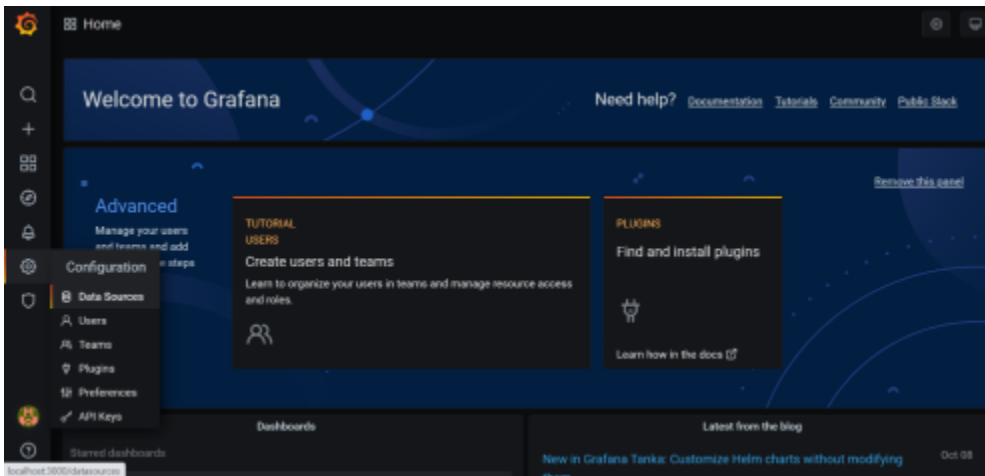 Home
Welcome to Grafana
Need help? Documentation Tutorials Community Public Slack
Remove this panel
Advanced
Manage your users
and teams and add
steps
TUTORIAL
USERS
Create users and teams
Learn to organize your users in teams and manage resource access
and roles.
PLUGINS
Find and install plugins
Learn how in the docs
Configuration
Data Sources
Users
Teams
Plugins
Preferences
API Keys
Dashboards
Starred dashboards
Latest from the blog
New in Grafana Tanka: Customize Helm charts without modifying
Oct 08
localhost:3000/datasources